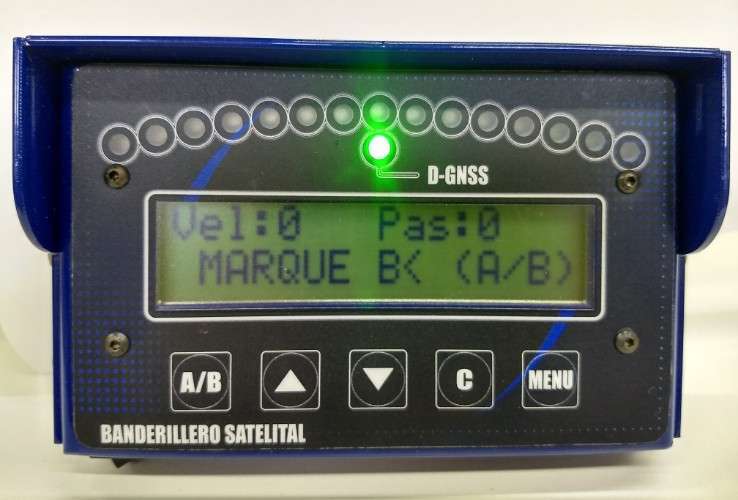 D-GNSS
Vel:0 Pas:0
MARQUE B< (A/B)
A/B C MENU
BANDERILLERO SATELITAL